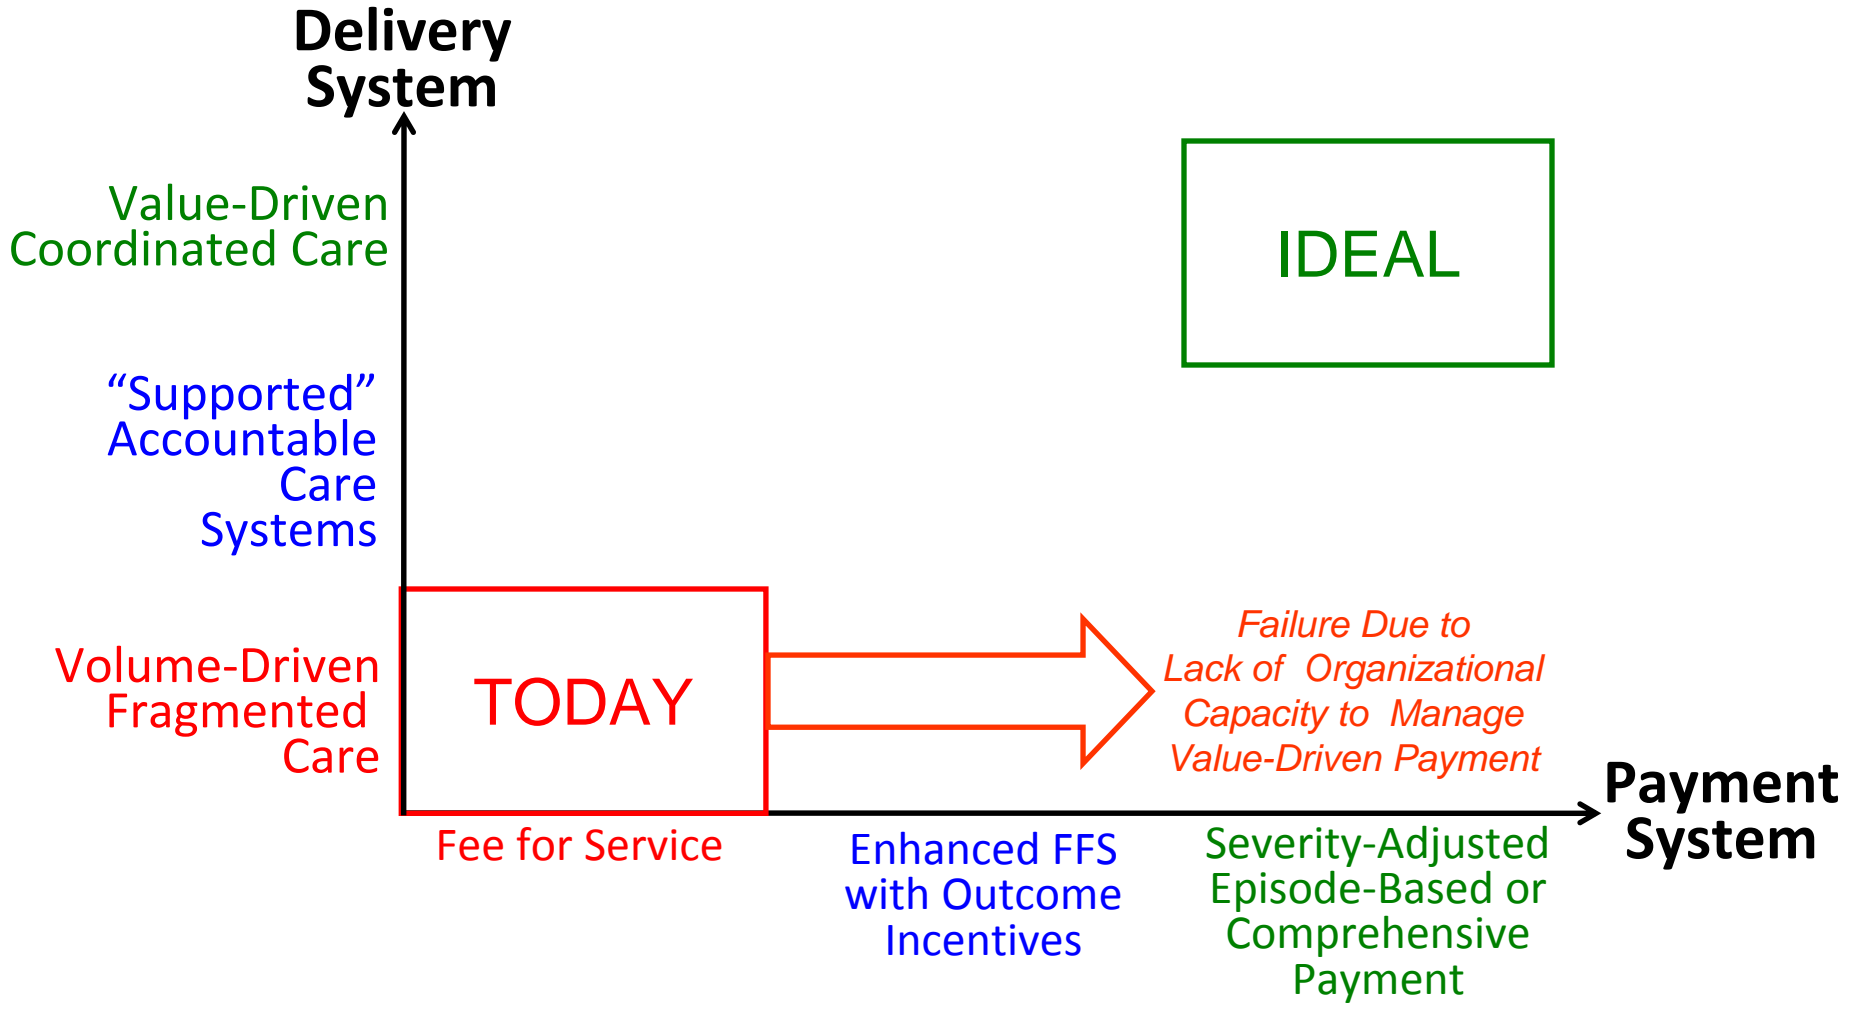 Delivery
System
Value-Driven
Coordinated Care
IDEAL
“Supported”
Accountable
Care
Systems
Volume-Driven
Fragmented
Care
TODAY
Failure Due to
Lack of Organizational
Capacity to Manage
Value-Driven Payment
Payment
System
Fee for Service
Enhanced FFS
with Outcome
Incentives
Severity-Adjusted
Episode-Based or
Comprehensive
Payment